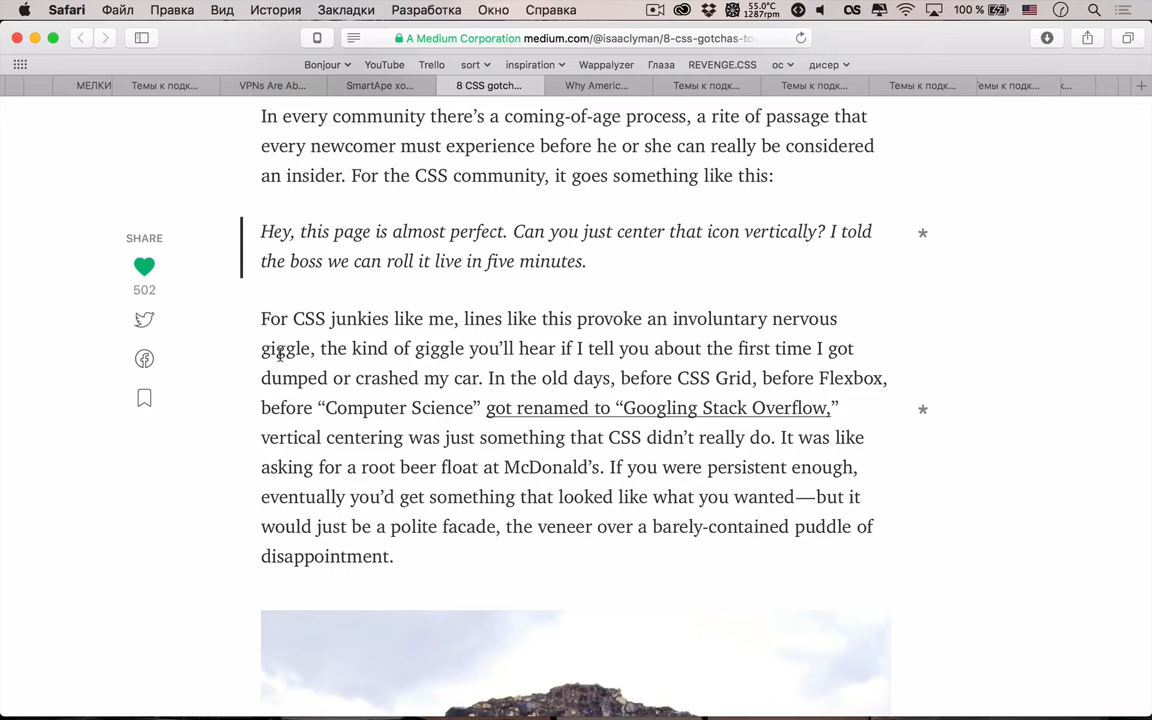 Safari Файл Правка Вид История Закладки Разработка Окно Справка 55.0°C 1287rpm OS 100 %
A Medium Corporation medium.com/@isaaclyman/8-css-gotchas-to-
Bonjour YouTube Trello sort inspiration Wappalyzer Глаза REVENGE.CSS ос дисер
МЕЛКИ Темы к подк... VPNs Are Ab... SmartApe хо... 8 CSS gotch... Why Americ... Темы к подк... Темы к подк... Темы к подк... Темы к подк... к...
In every community there’s a coming-of-age process, a rite of passage that
every newcomer must experience before he or she can really be considered
an insider. For the CSS community, it goes something like this:
Hey, this page is almost perfect. Can you just center that icon vertically? I told *
the boss we can roll it live in five minutes.
SHARE
502
For CSS junkies like me, lines like this provoke an involuntary nervous
giggle, the kind of giggle you’ll hear if I tell you about the first time I got
dumped or crashed my car. In the old days, before CSS Grid, before Flexbox,
before “Computer Science” got renamed to “Googling Stack Overflow,” *
vertical centering was just something that CSS didn’t really do. It was like
asking for a root beer float at McDonald’s. If you were persistent enough,
eventually you’d get something that looked like what you wanted — but it
would just be a polite facade, the veneer over a barely-contained puddle of
disappointment.